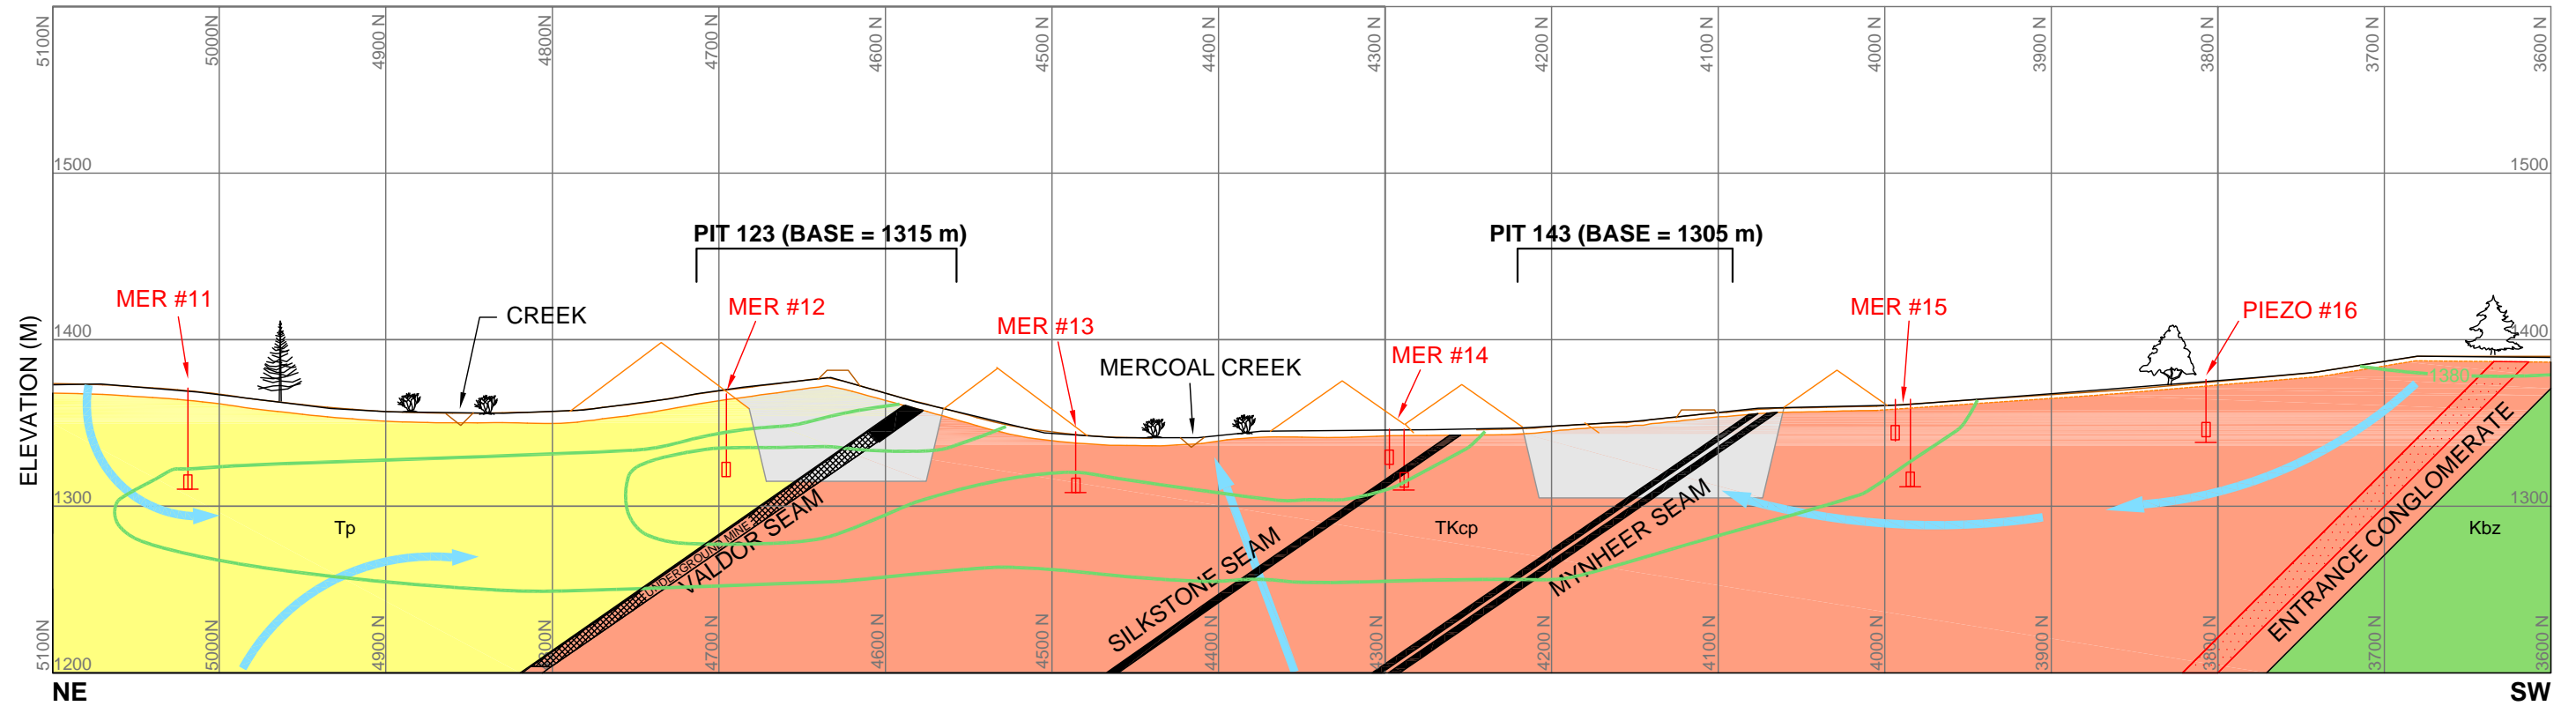 5100N
5000N
4900 N
4800N
4700 N
4600 N
4500 N
4400 N
4300 N
4200 N
4100 N
4000 N
3900 N
3800 N
3700 N
3600 N
1500
1500
PIT 123 (BASE = 1315 m)
PIT 143 (BASE = 1305 m)
MER #11
CREEK
MER #12
MER #13
MERCOAL CREEK
MER #14
MER #15
PIEZO #16
1400
1400
ELEVATION (M)
1380
1300
1300
Tp
UNDERGROUND MINE
VALDOR SEAM
SILKSTONE SEAM
TKcp
MYNHEER SEAM
ENTRANCE CONGLOMERATE
Kbz
5100N
5000N
4900 N
4800N
4700 N
4600 N
4500 N
4400 N
4300 N
4200 N
4100 N
4000 N
3900 N
3800 N
3700 N
3600 N
1200
NE
SW